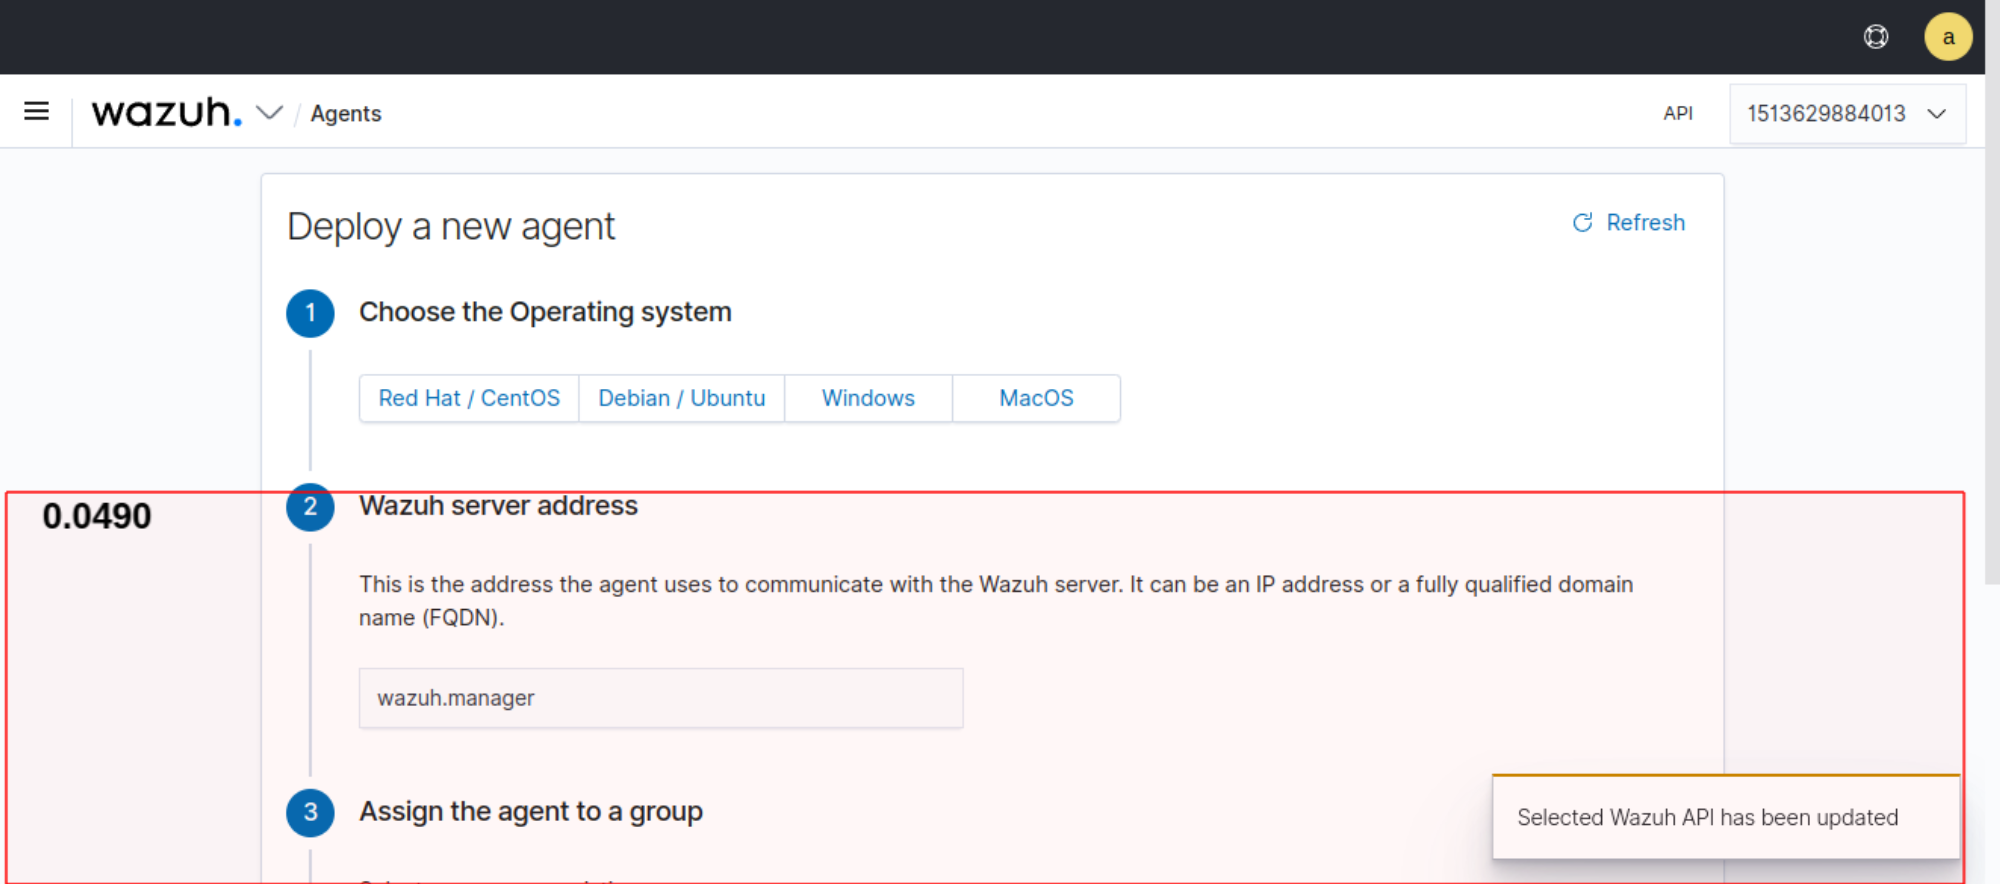 a
wazuh. / Agents
API
1513629884013
Deploy a new agent
Refresh
1 Choose the Operating system
Red Hat / CentOS
Debian / Ubuntu
Windows
MacOS
0.0490
2 Wazuh server address
This is the address the agent uses to communicate with the Wazuh server. It can be an IP address or a fully qualified domain
name (FQDN).
wazuh.manager
3 Assign the agent to a group
Selected Wazuh API has been updated